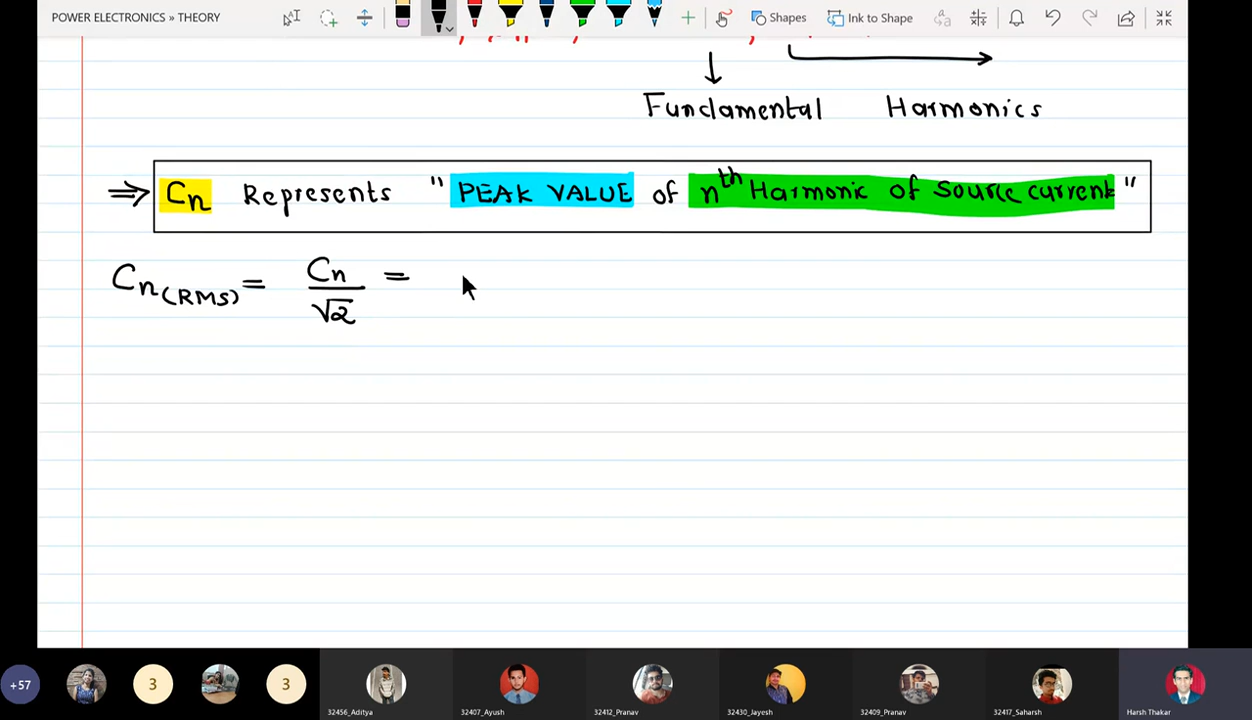 POWER ELECTRONICS » THEORY
Shapes
Ink to Shape
Fundamental Harmonics
⇒ Cn Represents "PEAK VALUE of nth Harmonic of Source current"
Cn(RMS) = Cn/√2 =
+57
3
3
32456_Aditya
32407_Ayush
32412_Pranav
32430_Jayesh
32409_Pranav
32417_Saharsh
Harsh Thakar